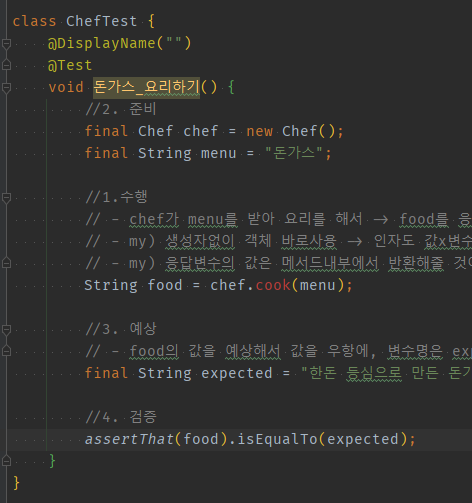 class ChefTest {
@DisplayName("")
@Test
void 돈가스_요리하기() {
//2. 준비
final Chef chef = new Chef();
final String menu = "돈가스";
//1.수행
// - chef가 menu를 받아 요리를 해서 -> food를 응
// - my) 생성자없이 객체 바로사용 -> 인자도 값x변수
// - my) 응답변수의 값은 메서드내부에서 반환해줄 것이
String food = chef.cook(menu);
//3. 예상
// - food의 값을 예상해서 값을 우항에, 변수명은 exp
final String expected = "한돈 등심으로 만든 돈가
//4. 검증
assertThat(food).isEqualTo(expected);
}
}